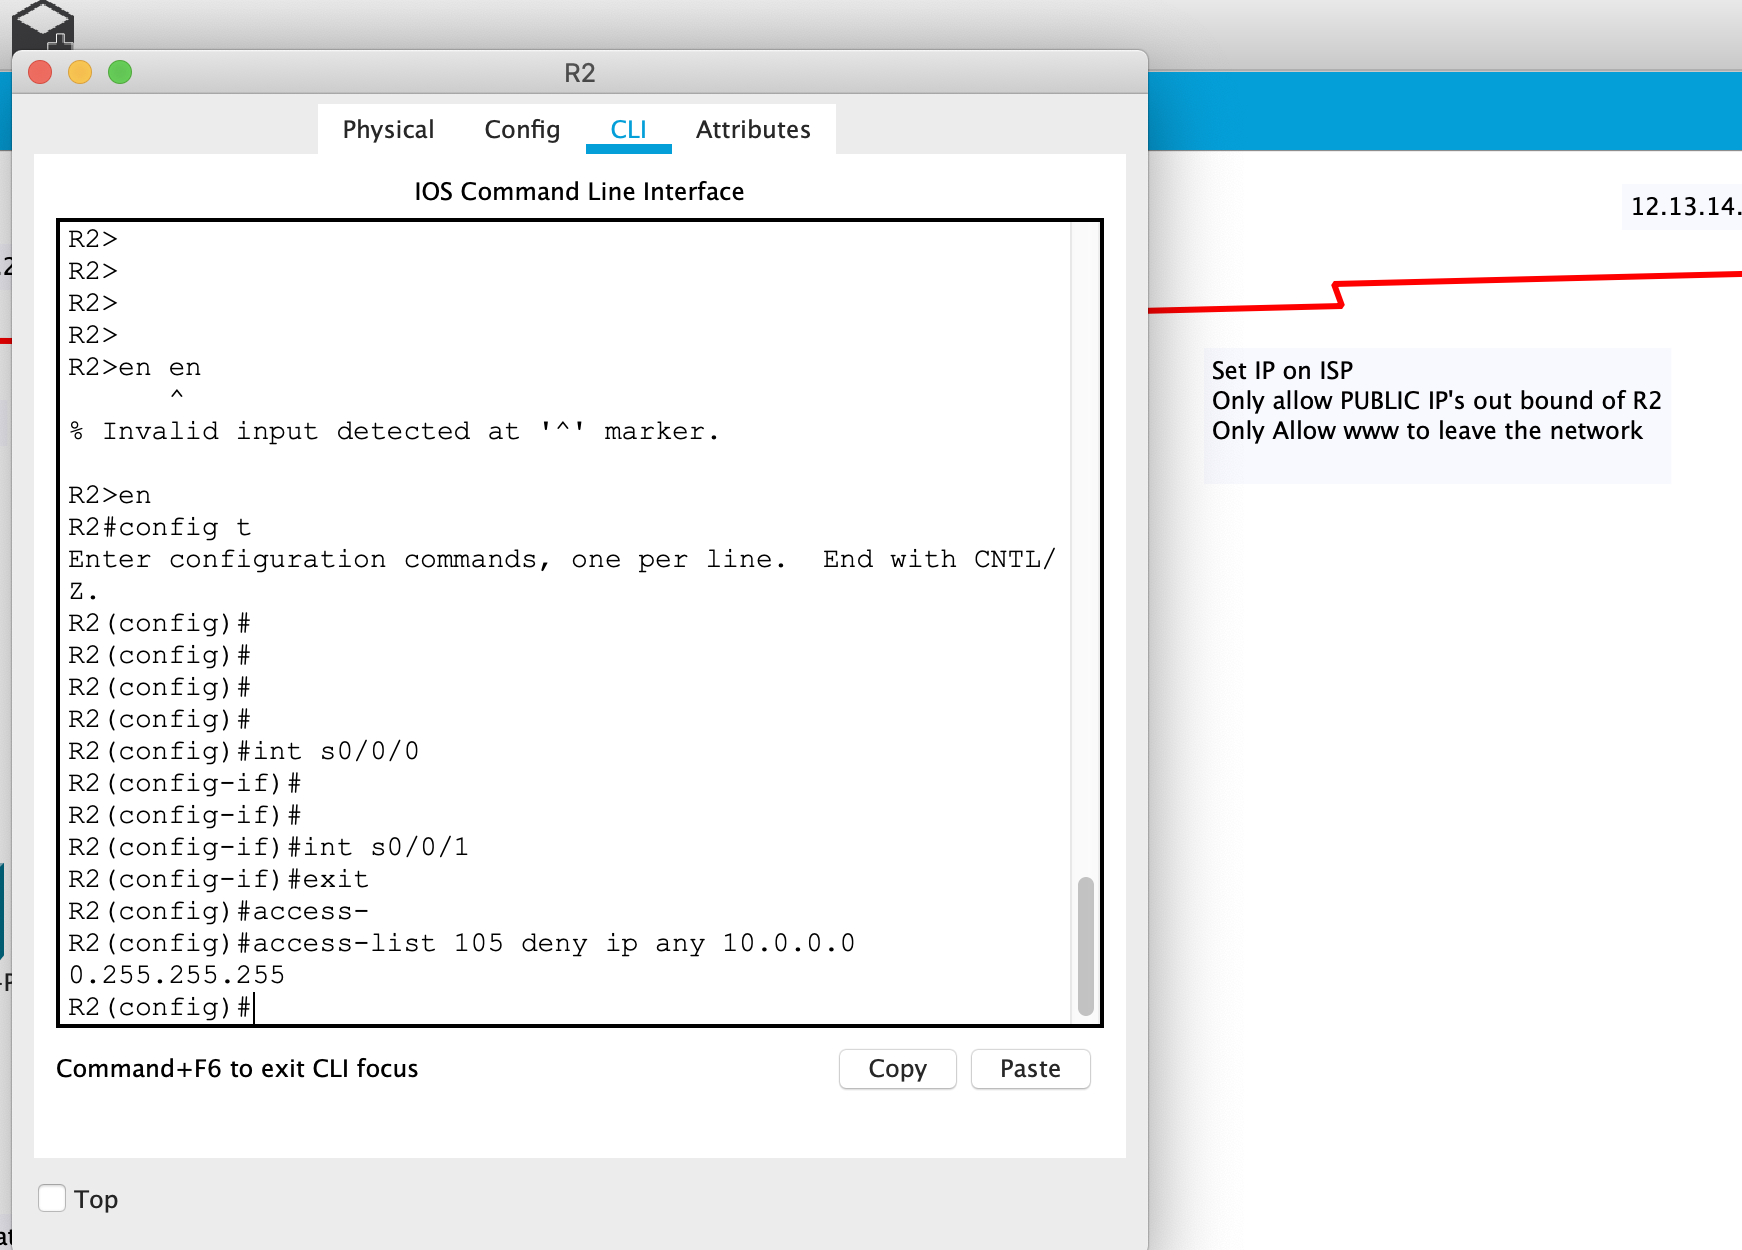 R2
Physical Config CLI Attributes
IOS Command Line Interface
R2>
R2>
R2>
R2>
R2>en en
^
% Invalid input detected at '^' marker.
R2>en
R2#config t
Enter configuration commands, one per line.  End with CNTL/
Z.
R2(config)#
R2(config)#
R2(config)#
R2(config)#
R2(config)#int s0/0/0
R2(config-if)#
R2(config-if)#
R2(config-if)#int s0/0/1
R2(config-if)#exit
R2(config)#access-
R2(config)#access-list 105 deny ip any 10.0.0.0
0.255.255.255
R2(config)#
Command+F6 to exit CLI focus
Copy Paste
Top
12.13.14.
Set IP on ISP
Only allow PUBLIC IP's out bound of R2
Only Allow www to leave the network